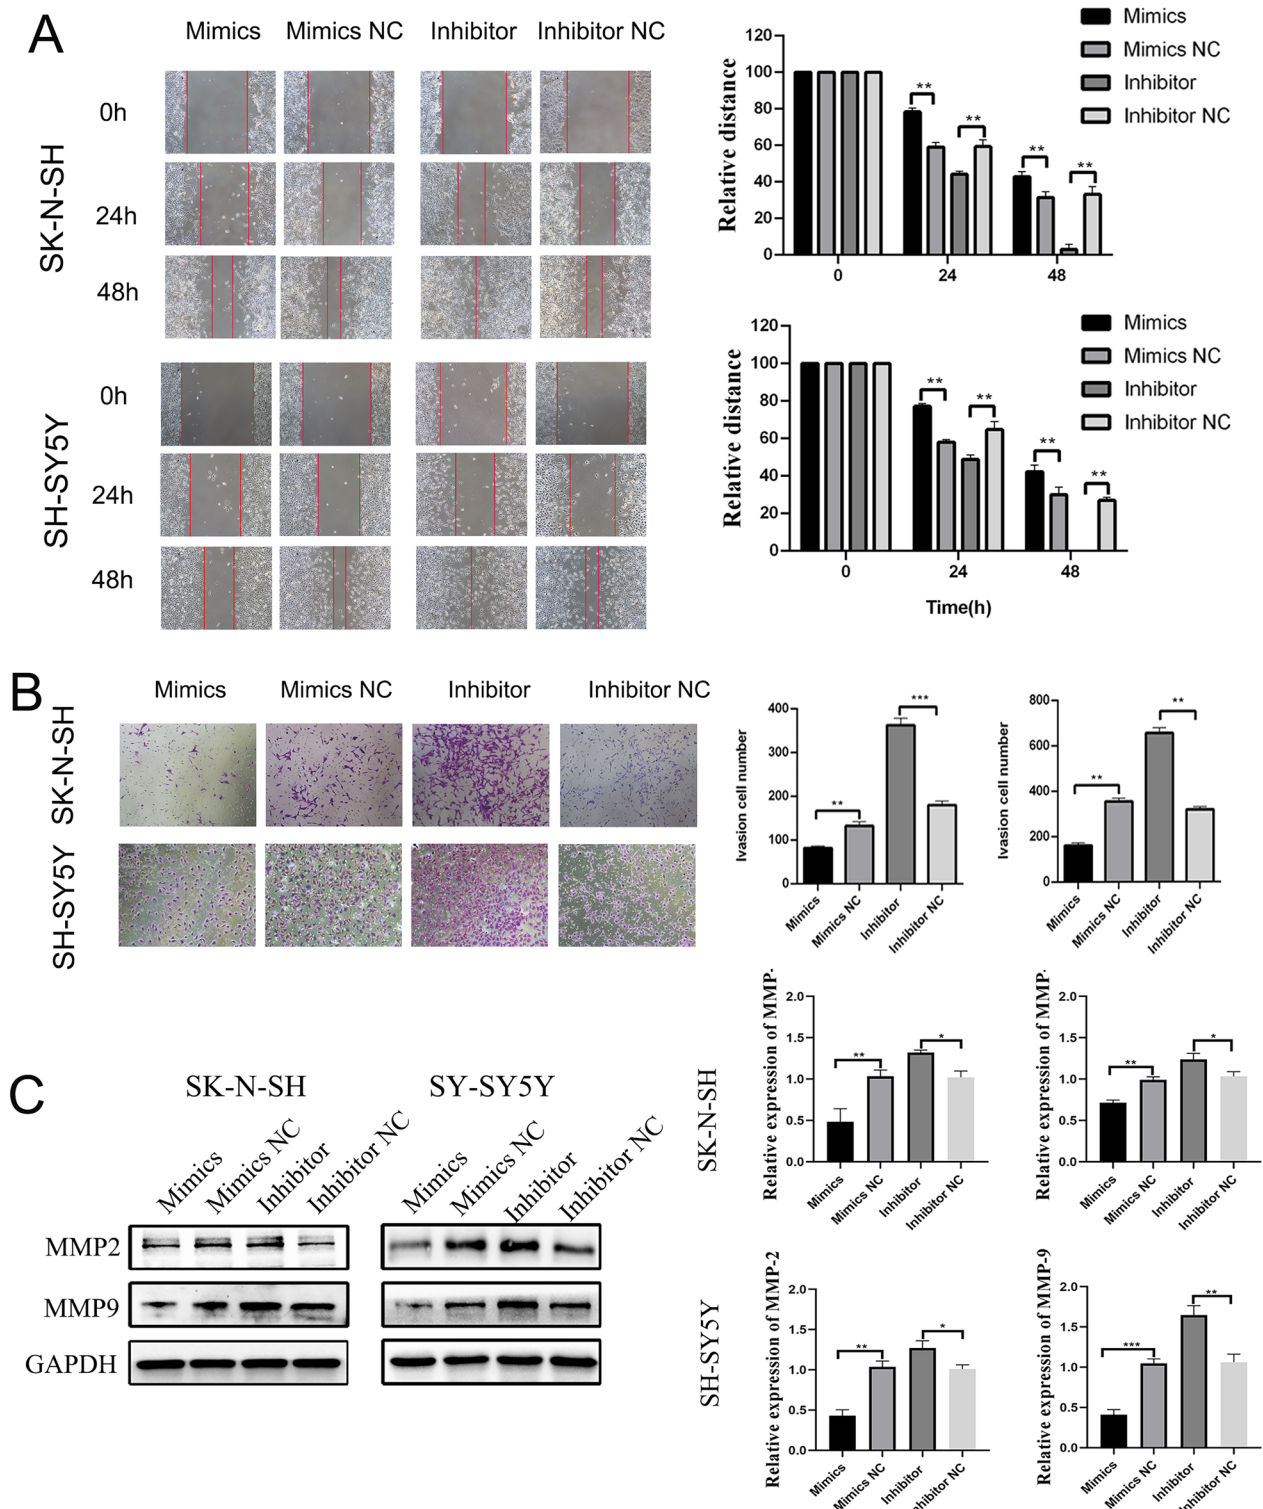 A
Mimics
Mimics NC
Inhibitor
Inhibitor NC
SK-N-SH
0h
24h
48h
SH-SY5Y
0h
24h
48h
Relative distance
120
100
80
60
40
20
0
**
**
**
**
0
24
48
Mimics
Mimics NC
Inhibitor
Inhibitor NC
Relative distance
120
100
80
60
40
20
0
**
**
**
**
0
24
48
Time(h)
Mimics
Mimics NC
Inhibitor
Inhibitor NC
B
Mimics
Mimics NC
Inhibitor
Inhibitor NC
SK-N-SH
SH-SY5Y
Ivasion cell number
400
300
200
100
0
**
***
Mimics
Mimics NC
Inhibitor
Inhibitor NC
Ivasion cell number
800
600
400
200
0
**
**
Mimics
Mimics NC
Inhibitor
Inhibitor NC
C
SK-N-SH
SY-SY5Y
Mimics
Mimics NC
Inhibitor
Inhibitor NC
Mimics
Mimics NC
Inhibitor
Inhibitor NC
MMP2
MMP9
GAPDH
SK-N-SH
Relative expression of MMP-
2.0
1.5
1.0
0.5
0.0
**
*
Mimics
Mimics NC
Inhibitor
Inhibitor NC
Relative expression of MMP-
2.0
1.5
1.0
0.5
0.0
**
*
Mimics
Mimics NC
Inhibitor
Inhibitor NC
SH-SY5Y
Relative expression of MMP-2
2.0
1.5
1.0
0.5
0.0
**
*
Mimics
Mimics NC
Inhibitor
Inhibitor NC
Relative expression of MMP-9
2.0
1.5
1.0
0.5
0.0
***
**
Mimics
Mimics NC
Inhibitor
Inhibitor NC